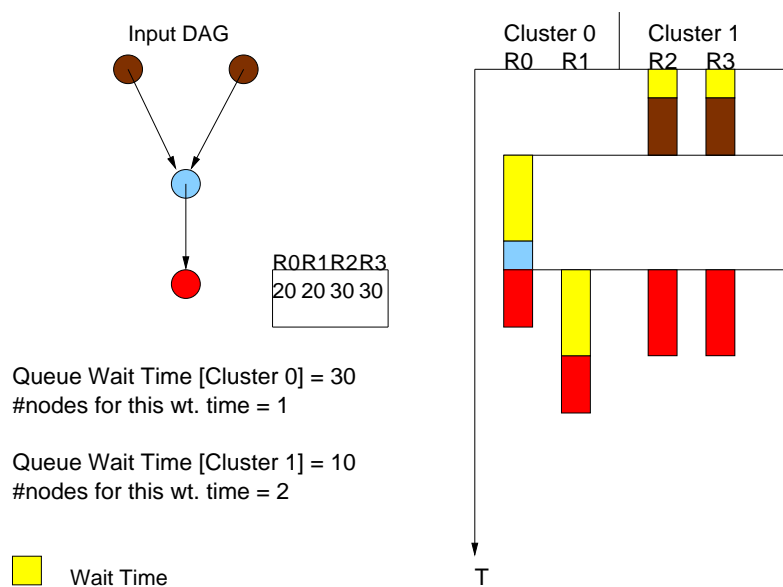 Input DAG
Cluster 0 Cluster 1
R0 R1 R2 R3
R0R1R2R3
20 20 30 30
Queue Wait Time [Cluster 0] = 30
#nodes for this wt. time = 1
Queue Wait Time [Cluster 1] = 10
#nodes for this wt. time = 2
Wait Time
T